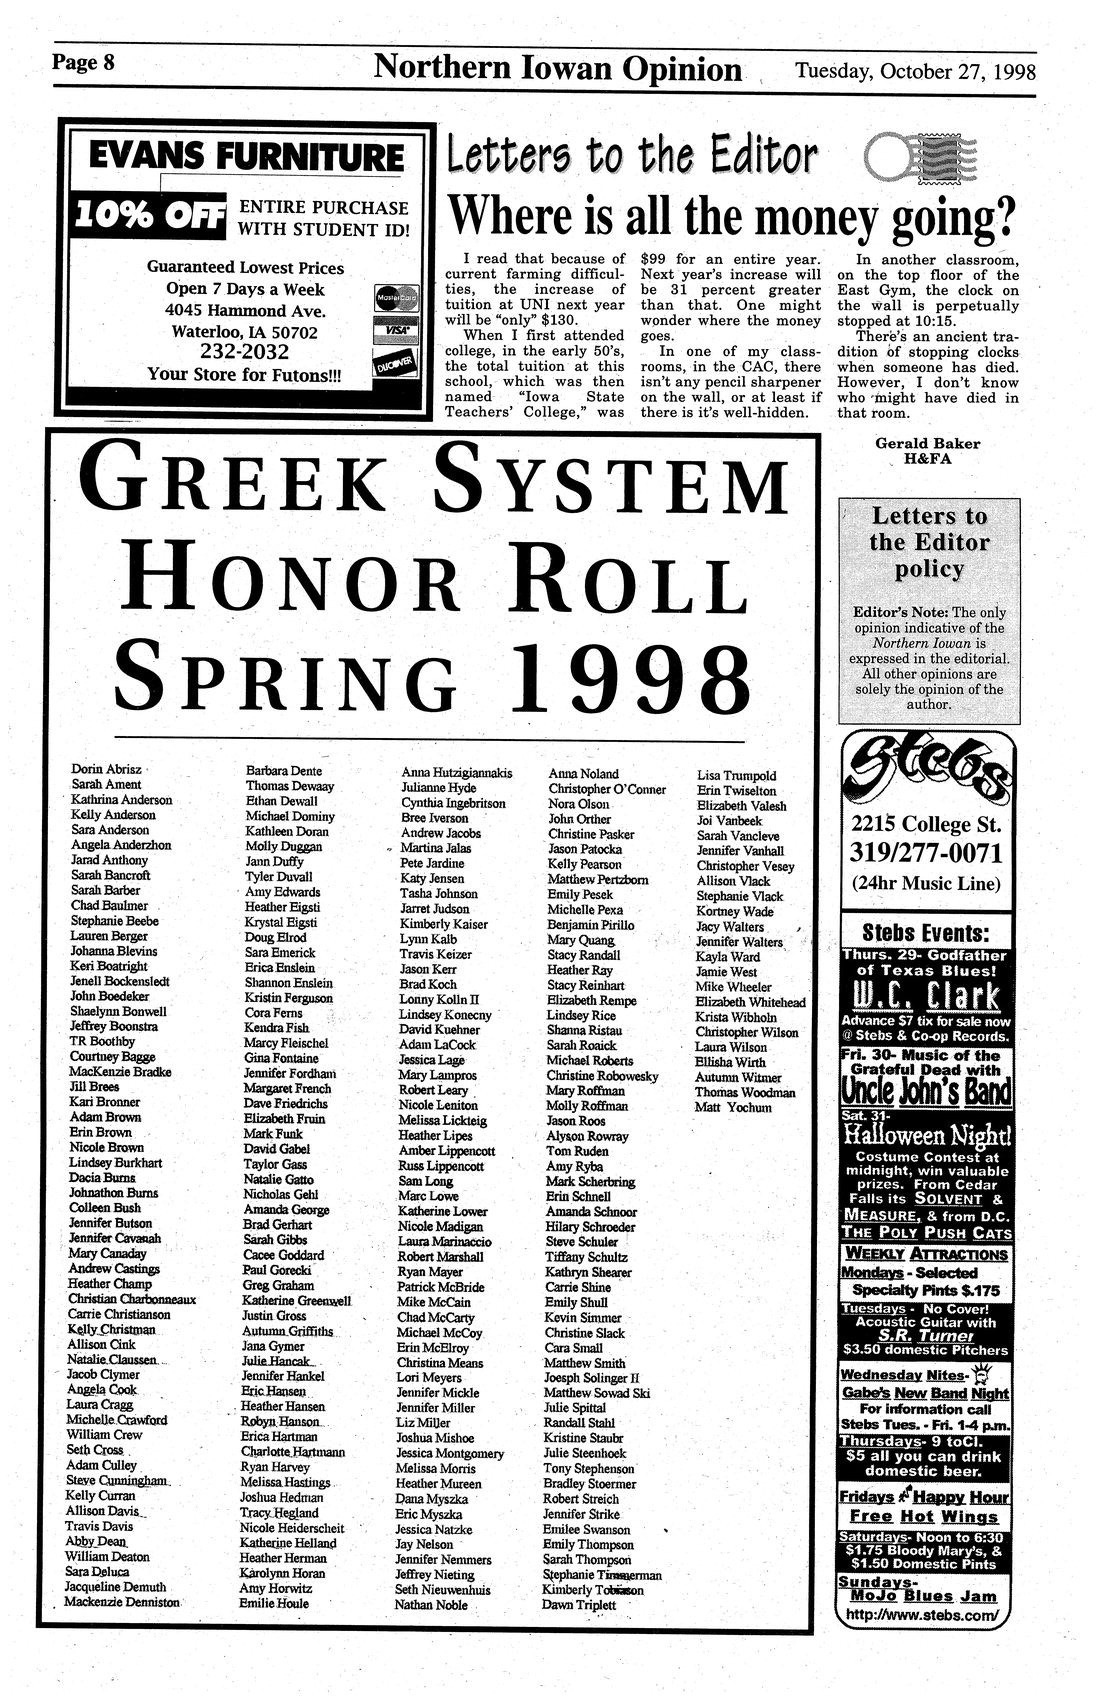 Page 8
Northern Iowan Opinion
Tuesday, October 27, 1998
EVANS FURNITURE
10% OFF
ENTIRE PURCHASE
WITH STUDENT ID!
Guaranteed Lowest Prices
Open 7 Days a Week
4045 Hammond Ave.
Waterloo, IA 50702
232-2032
Your Store for Futons!!!
MasterCard
VISA
DISCOVER
Letters to the Editor
Where is all the money going?
I read that because of
current farming difficul-
ties, the increase of
tuition at UNI next year
will be "only" $130.
When I first attended
college, in the early 50's,
the total tuition at this
school, which was then
named "Iowa State
Teachers' College," was
$99 for an entire year.
Next year's increase will
be 31 percent greater
than that. One might
wonder where the money
goes.
In one of my class-
rooms, in the CAC, there
isn't any pencil sharpener
on the wall, or at least if
there is it's well-hidden.
In another classroom,
on the top floor of the
East Gym, the clock on
the wall is perpetually
stopped at 10:15.
There's an ancient tra-
dition of stopping clocks
when someone has died.
However, I don't know
who might have died in
that room.
Gerald Baker
H&FA
GREEK SYSTEM
HONOR ROLL
SPRING 1998
Dorin Abrisz
Sarah Ament
Kathrina Anderson
Kelly Anderson
Sara Anderson
Angela Anderzhon
Jarad Anthony
Sarah Bancroft
Sarah Barber
Chad Baulmer
Stephanie Beebe
Lauren Berger
Johanna Blevins
Keri Boatright
Jenell Bockensledt
John Boedeker
Shaelynn Bonwell
Jeffrey Boonstra
TR Boothby
Courtney Bagge
MacKenzie Bradke
Jill Brees
Kari Bronner
Adam Brown
Erin Brown
Nicole Brown
Lindsey Burkhart
Dacia Burns
Johnathon Burns
Colleen Bush
Jennifer Butson
Jennifer Cavanah
Mary Canaday
Andrew Castings
Heather Champ
Christian Charbonneaux
Carrie Christianson
Kelly Christman
Allison Cink
Natalie Claussen
Jacob Clymer
Angela Cook
Laura Cragg
Michelle Crawford
William Crew
Seth Cross
Adam Culley
Steve Cunningham
Kelly Curran
Allison Davis
Travis Davis
Abby Dean
William Deaton
Sara Deluca
Jacqueline Demuth
Mackenzie Denniston
Barbara Dente
Thomas Dewaay
Ethan Dewall
Michael Dominy
Kathleen Doran
Molly Duggan
Jann Duffy
Tyler Duvall
Amy Edwards
Heather Eigsti
Krystal Eigsti
Doug Elrod
Sara Emerick
Erica Enslein
Shannon Enslein
Kristin Ferguson
Cora Ferns
Kendra Fish
Marcy Fleischel
Gina Fontaine
Jennifer Fordham
Margaret French
Dave Friedrichs
Elizabeth Fruin
Mark Funk
David Gabel
Taylor Gass
Natalie Gatto
Nicholas Gehl
Amanda George
Brad Gerhart
Sarah Gibbs
Cacee Goddard
Paul Gorecki
Greg Graham
Katherine Greenwell
Justin Gross
Autumn Griffiths
Jana Gymer
Julie Hancak
Jennifer Hankel
Eric Hansen
Heather Hansen
Robyn Hanson
Erica Hartman
Charlotte Hartmann
Ryan Harvey
Melissa Hastings
Joshua Hedman
Tracy Hegland
Nicole Heiderscheit
Katherine Helland
Heather Herman
Karolynn Horan
Amy Horwitz
Emilie Houle
Anna Hutzigiannakis
Julianne Hyde
Cynthia Ingebritson
Bree Iverson
Andrew Jacobs
Martina Jalas
Pete Jardine
Katy Jensen
Tasha Johnson
Jarret Judson
Kimberly Kaiser
Lynn Kalb
Travis Keizer
Jason Kerr
Brad Koch
Lonny Kolln II
Lindsey Konecny
David Kuehner
Adam LaCock
Jessica Lage
Mary Lampros
Robert Leary
Nicole Leniton
Melissa Lickteig
Heather Lipes
Amber Lippencott
Russ Lippencott
Sam Long
Marc Lowe
Katherine Lower
Nicole Madigan
Laura Marinaccio
Robert Marshall
Ryan Mayer
Patrick McBride
Mike McCain
Chad McCarty
Michael McCoy
Erin McElroy
Christina Means
Lori Meyers
Jennifer Mickle
Jennifer Miller
Liz Miller
Joshua Mishoe
Jessica Montgomery
Melissa Morris
Heather Mureen
Dana Myszka
Eric Myszka
Jessica Natzke
Jay Nelson
Jennifer Nemmers
Jeffrey Nieting
Seth Nieuwenhuis
Nathan Noble
Anna Noland
Christopher O'Conner
Nora Olson
John Orther
Christine Pasker
Jason Patocka
Kelly Pearson
Matthew Pertzborn
Emily Pesek
Michelle Pexa
Benjamin Pirillo
Mary Quang
Stacy Randall
Heather Ray
Stacy Reinhart
Elizabeth Rempe
Lindsey Rice
Shanna Ristau
Sarah Roaick
Michael Roberts
Christine Robowesky
Mary Roffman
Molly Roffman
Jason Roos
Alyson Rowray
Tom Ruden
Amy Ryba
Mark Scherbring
Erin Schnell
Amanda Schnoor
Hilary Schroeder
Steve Schuler
Tiffany Schultz
Kathryn Shearer
Carrie Shine
Emily Shull
Kevin Simmer
Christine Slack
Cara Small
Matthew Smith
Joesph Solinger II
Matthew Sowad Ski
Julie Spittal
Randall Stahl
Kristine Staubr
Julie Steenhoek
Tony Stephenson
Bradley Stoermer
Robert Streich
Jennifer Strike
Emilee Swanson
Emily Thompson
Sarah Thompson
Stephanie Timmerman
Kimberly Tobiason
Dawn Triplett
Lisa Trumpold
Erin Twiselton
Elizabeth Valesh
Joi Vanbeek
Sarah Vancleve
Jennifer Vanhall
Christopher Vesey
Allison Vlack
Stephanie Vlack
Kortney Wade
Jacy Walters
Jennifer Walters
Kayla Ward
Jamie West
Mike Wheeler
Elizabeth Whitehead
Krista Wibholn
Christopher Wilson
Laura Wilson
Ellisha Wirth
Autumn Witmer
Thomas Woodman
Matt Yochum
Letters to
the Editor
policy
Editor's Note: The only
opinion indicative of the
Northern Iowan is
expressed in the editorial.
All other opinions are
solely the opinion of the
author.
Stebs
2215 College St.
319/277-0071
(24hr Music Line)
Stebs Events:
Thurs. 29- Godfather
of Texas Blues!
W.C. Clark
Advance $7 tix for sale now
@ Stebs & Co-op Records.
Fri. 30- Music of the
Grateful Dead with
Uncle John's Band
Sat. 31-
Halloween Night!
Costume Contest at
midnight, win valuable
prizes. From Cedar
Falls its SOLVENT &
MEASURE, & from D.C.
THE POLY PUSH CATS
WEEKLY ATTRACTIONS
Mondays - Selected
Specialty Pints $.175
Tuesdays - No Cover!
Acoustic Guitar with
S.R. Turner
$3.50 domestic Pitchers
Wednesday Nites-
Gabe's New Band Night
For information call
Stebs Tues. - Fri. 1-4 p.m.
Thursdays- 9 toCl.
$5 all you can drink
domestic beer.
Fridays Happy Hour
Free Hot Wings
Saturdays- Noon to 6:30
$1.75 Bloody Mary's, &
$1.50 Domestic Pints
Sundays-
MoJo Blues Jam
http://www.stebs.com/